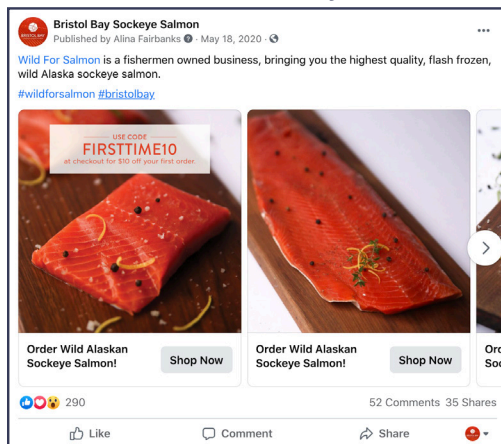 Bristol Bay Sockeye Salmon
Published by Alina Fairbanks · May 18, 2020 ·
Wild For Salmon is a fishermen owned business, bringing you the highest quality, flash frozen,
wild Alaska sockeye salmon.
#wildforsalmon #bristolbay
USE CODE
FIRSTTIME10
at checkout for $10 off your first order.
Order Wild Alaskan
Sockeye Salmon!
Shop Now
Order Wild Alaskan
Sockeye Salmon!
Shop Now
290
52 Comments 35 Shares
Like
Comment
Share